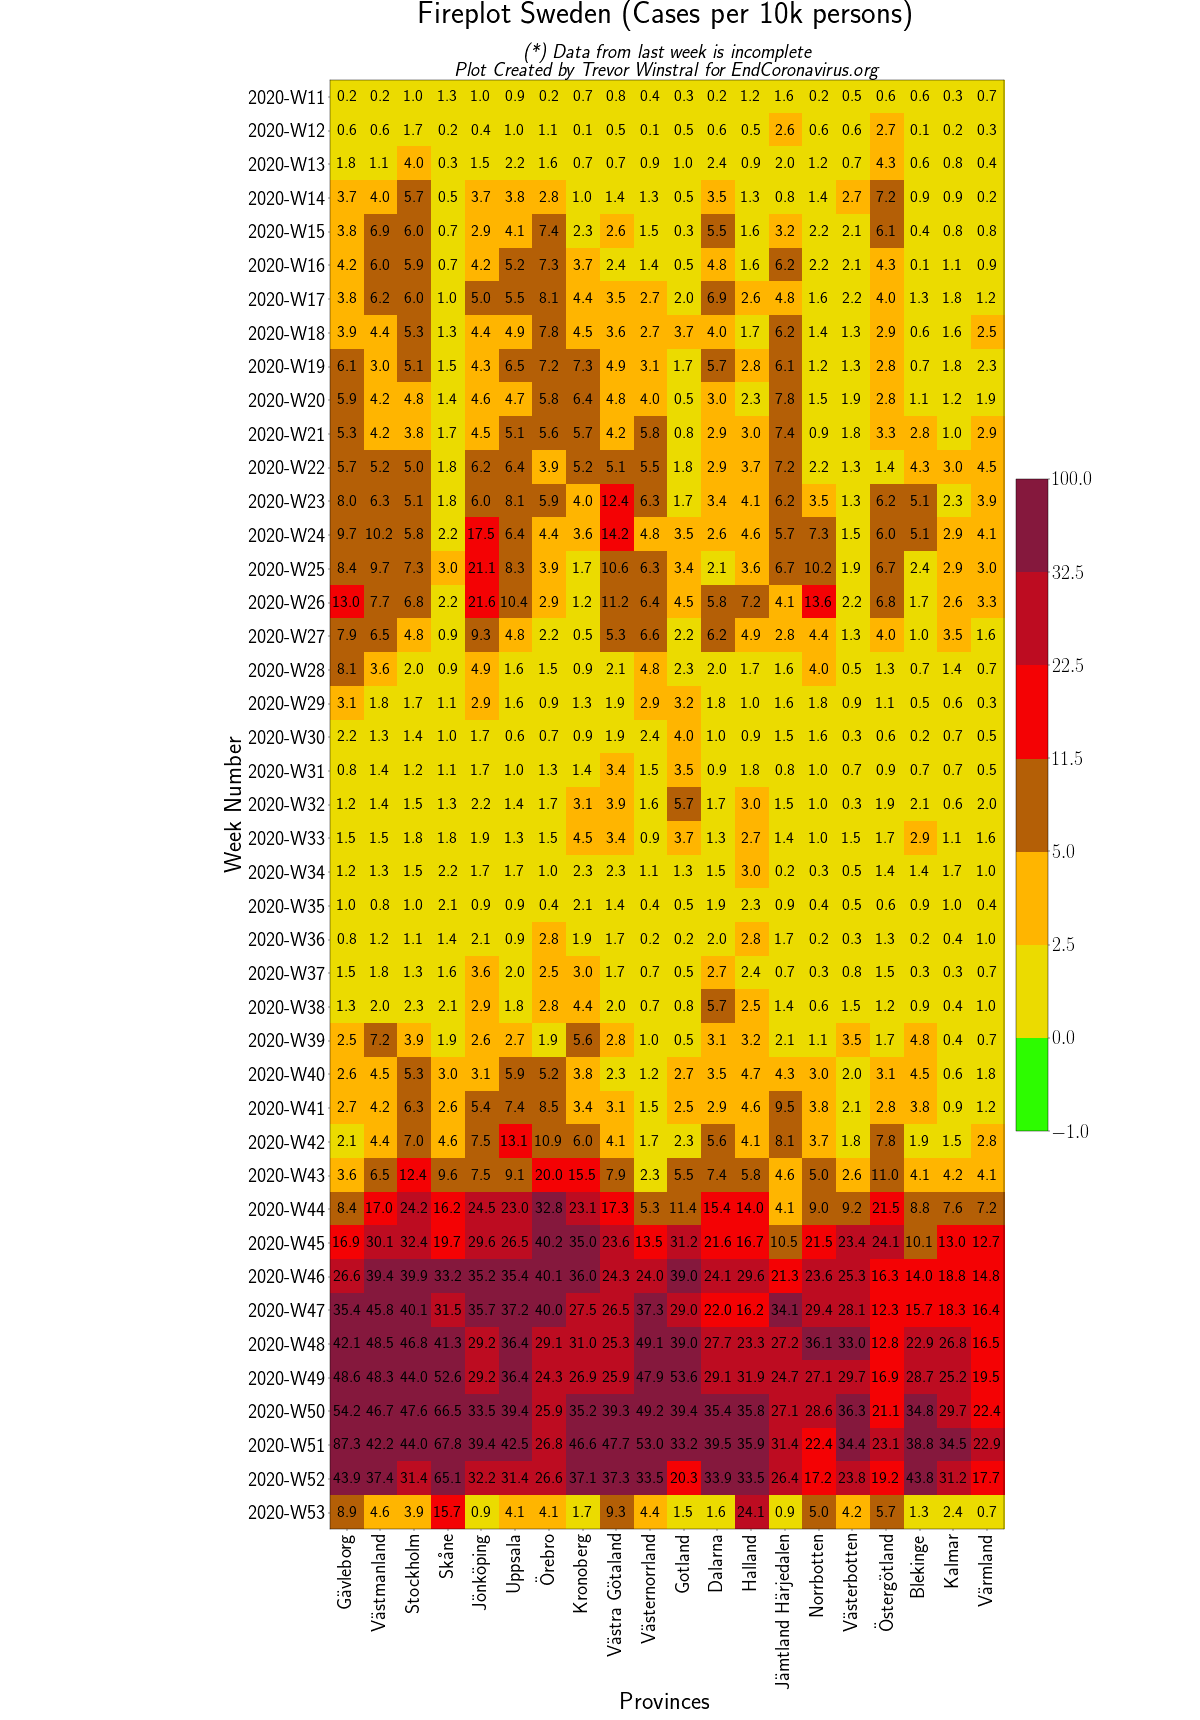 Fireplot Sweden (Cases per 10k persons)
(*) Data from last week is incomplete
Plot Created by Trevor Winstral for EndCoronavirus.org
2020-W11 0.2 0.2 1.0 1.3 1.0 0.9 0.2 0.7 0.8 0.4 0.3 0.2 1.2 1.6 0.2 0.5 0.6 0.6 0.3 0.7
2020-W12 0.6 0.6 1.7 0.2 0.4 1.0 1.1 0.1 0.5 0.1 0.5 0.6 0.5 2.6 0.6 0.6 2.7 0.1 0.2 0.3
2020-W13 1.8 1.1 4.0 0.3 1.5 2.2 1.6 0.7 0.7 0.9 1.0 2.4 0.9 2.0 1.2 0.7 4.3 0.6 0.8 0.4
2020-W14 3.7 4.0 5.7 0.5 3.7 3.8 2.8 1.0 1.4 1.3 0.5 3.5 1.3 0.8 1.4 2.7 7.2 0.9 0.9 0.2
2020-W15 3.8 6.9 6.0 0.7 2.9 4.1 7.4 2.3 2.6 1.5 0.3 5.5 1.6 3.2 2.2 2.1 6.1 0.4 0.8 0.8
2020-W16 4.2 6.0 5.9 0.7 4.2 5.2 7.3 3.7 2.4 1.4 0.5 4.8 1.6 6.2 2.2 2.1 4.3 0.1 1.1 0.9
2020-W17 3.8 6.2 6.0 1.0 5.0 5.5 8.1 4.4 3.5 2.7 2.0 6.9 2.6 4.8 1.6 2.2 4.0 1.3 1.8 1.2
2020-W18 3.9 4.4 5.3 1.3 4.4 4.9 7.8 4.5 3.6 2.7 3.7 4.0 1.7 6.2 1.4 1.3 2.9 0.6 1.6 2.5
2020-W19 6.1 3.0 5.1 1.5 4.3 6.5 7.2 7.3 4.9 3.1 1.7 5.7 2.8 6.1 1.2 1.3 2.8 0.7 1.8 2.3
2020-W20 5.9 4.2 4.8 1.4 4.6 4.7 5.8 6.4 4.8 4.0 0.5 3.0 2.3 7.8 1.5 1.9 2.8 1.1 1.2 1.9
2020-W21 5.3 4.2 3.8 1.7 4.5 5.1 5.6 5.7 4.2 5.8 0.8 2.9 3.0 7.4 0.9 1.8 3.3 2.8 1.0 2.9
2020-W22 5.7 5.2 5.0 1.8 6.2 6.4 3.9 5.2 5.1 5.5 1.8 2.9 3.7 7.2 2.2 1.3 1.4 4.3 3.0 4.5
2020-W23 8.0 6.3 5.1 1.8 6.0 8.1 5.9 4.0 12.4 6.3 1.7 3.4 4.1 6.2 3.5 1.3 6.2 5.1 2.3 3.9
2020-W24 9.7 10.2 5.8 2.2 17.5 6.4 4.4 3.6 14.2 4.8 3.5 2.6 4.6 5.7 7.3 1.5 6.0 5.1 2.9 4.1
2020-W25 8.4 9.7 7.3 3.0 21.1 8.3 3.9 1.7 10.6 6.3 3.4 2.1 3.6 6.7 10.2 1.9 6.7 2.4 2.9 3.0
2020-W26 13.0 7.7 6.8 2.2 21.6 10.4 2.9 1.2 11.2 6.4 4.5 5.8 7.2 4.1 13.6 2.2 6.8 1.7 2.6 3.3
2020-W27 7.9 6.5 4.8 0.9 9.3 4.8 2.2 0.5 5.3 6.6 2.2 6.2 4.9 2.8 4.4 1.3 4.0 1.0 3.5 1.6
2020-W28 8.1 3.6 2.0 0.9 4.9 1.6 1.5 0.9 2.1 4.8 2.3 2.0 1.7 1.6 4.0 0.5 1.3 0.7 1.4 0.7
2020-W29 3.1 1.8 1.7 1.1 2.9 1.6 0.9 1.3 1.9 2.9 3.2 1.8 1.0 1.6 1.8 0.9 1.1 0.5 0.6 0.3
2020-W30 2.2 1.3 1.4 1.0 1.7 0.6 0.7 0.9 1.9 2.4 4.0 1.0 0.9 1.5 1.6 0.3 0.6 0.2 0.7 0.5
2020-W31 0.8 1.4 1.2 1.1 1.7 1.0 1.3 1.4 3.4 1.5 3.5 0.9 1.8 0.8 1.0 0.7 0.9 0.7 0.7 0.5
2020-W32 1.2 1.4 1.5 1.3 2.2 1.4 1.7 3.1 3.9 1.6 5.7 1.7 3.0 1.5 1.0 0.3 1.9 2.1 0.6 2.0
2020-W33 1.5 1.5 1.8 1.8 1.9 1.3 1.5 4.5 3.4 0.9 3.7 1.3 2.7 1.4 1.0 1.5 1.7 2.9 1.1 1.6
2020-W34 1.2 1.3 1.5 2.2 1.7 1.7 1.0 2.3 2.3 1.1 1.3 1.5 3.0 0.2 0.3 0.5 1.4 1.4 1.7 1.0
2020-W35 1.0 0.8 1.0 2.1 0.9 0.9 0.4 2.1 1.4 0.4 0.5 1.9 2.3 0.9 0.4 0.5 0.6 0.9 1.0 0.4
2020-W36 0.8 1.2 1.1 1.4 2.1 0.9 2.8 1.9 1.7 0.2 0.2 2.0 2.8 1.7 0.2 0.3 1.3 0.2 0.4 1.0
2020-W37 1.5 1.8 1.3 1.6 3.6 2.0 2.5 3.0 1.7 0.7 0.5 2.7 2.4 0.7 0.3 0.8 1.5 0.3 0.3 0.7
2020-W38 1.3 2.0 2.3 2.1 2.9 1.8 2.8 4.4 2.0 0.7 0.8 5.7 2.5 1.4 0.6 1.5 1.2 0.9 0.4 1.0
2020-W39 2.5 7.2 3.9 1.9 2.6 2.7 1.9 5.6 2.8 1.0 0.5 3.1 3.2 2.1 1.1 3.5 1.7 4.8 0.4 0.7
2020-W40 2.6 4.5 5.3 3.0 3.1 5.9 5.2 3.8 2.3 1.2 2.7 3.5 4.7 4.3 3.0 2.0 3.1 4.5 0.6 1.8
2020-W41 2.7 4.2 6.3 2.6 5.4 7.4 8.5 3.4 3.1 1.5 2.5 2.9 4.6 9.5 3.8 2.1 2.8 3.8 0.9 1.2
2020-W42 2.1 4.4 7.0 4.6 7.5 13.1 10.9 6.0 4.1 1.7 2.3 5.6 4.1 8.1 3.7 1.8 7.8 1.9 1.5 2.8
2020-W43 3.6 6.5 12.4 9.6 7.5 9.1 20.0 15.5 7.9 2.3 5.5 7.4 5.8 4.6 5.0 2.6 11.0 4.1 4.2 4.1
2020-W44 8.4 17.0 24.2 16.2 24.5 23.0 32.8 23.1 17.3 5.3 11.4 15.4 14.0 4.1 9.0 9.2 21.5 8.8 7.6 7.2
2020-W45 16.9 30.1 32.4 19.7 29.6 26.5 40.2 35.0 23.6 13.5 31.2 21.6 16.7 10.5 21.5 23.4 24.1 10.1 13.0 12.7
2020-W46 26.6 39.4 39.9 33.2 35.2 35.4 40.1 36.0 24.3 24.0 39.0 24.1 29.6 21.3 23.6 25.3 16.3 14.0 18.8 14.8
2020-W47 35.4 45.8 40.1 31.5 35.7 37.2 40.0 27.5 26.5 37.3 29.0 22.0 16.2 34.1 29.4 28.1 12.3 15.7 18.3 16.4
2020-W48 42.1 48.5 46.8 41.3 29.2 36.4 29.1 31.0 25.3 49.1 39.0 27.7 23.3 27.2 36.1 33.0 12.8 22.9 26.8 16.5
2020-W49 48.6 48.3 44.0 52.6 29.2 36.4 24.3 26.9 25.9 47.9 53.6 29.1 31.9 24.7 27.1 29.7 16.9 28.7 25.2 19.5
2020-W50 54.2 46.7 47.6 66.5 33.5 39.4 25.9 35.2 39.3 49.2 39.4 35.4 35.8 27.1 28.6 36.3 21.1 34.8 29.7 22.4
2020-W51 87.3 42.2 44.0 67.8 39.4 42.5 26.8 46.6 47.7 53.0 33.2 39.5 35.9 31.4 22.4 34.4 23.1 38.8 34.5 22.9
2020-W52 43.9 37.4 31.4 65.1 32.2 31.4 26.6 37.1 37.3 33.5 20.3 33.9 33.5 26.4 17.2 23.8 19.2 43.8 31.2 17.7
2020-W53 8.9 4.6 3.9 15.7 0.9 4.1 4.1 1.7 9.3 4.4 1.5 1.6 24.1 0.9 5.0 4.2 5.7 1.3 2.4 0.7
Week Number
Gävleborg
Västmanland
Stockholm
Skåne
Jönköping
Uppsala
Örebro
Kronoberg
Västra Götaland
Västernorrland
Gotland
Dalarna
Halland
Jämtland Härjedalen
Norrbotten
Västerbotten
Östergötland
Blekinge
Kalmar
Värmland
Provinces
100.0
32.5
22.5
11.5
5.0
2.5
0.0
−1.0